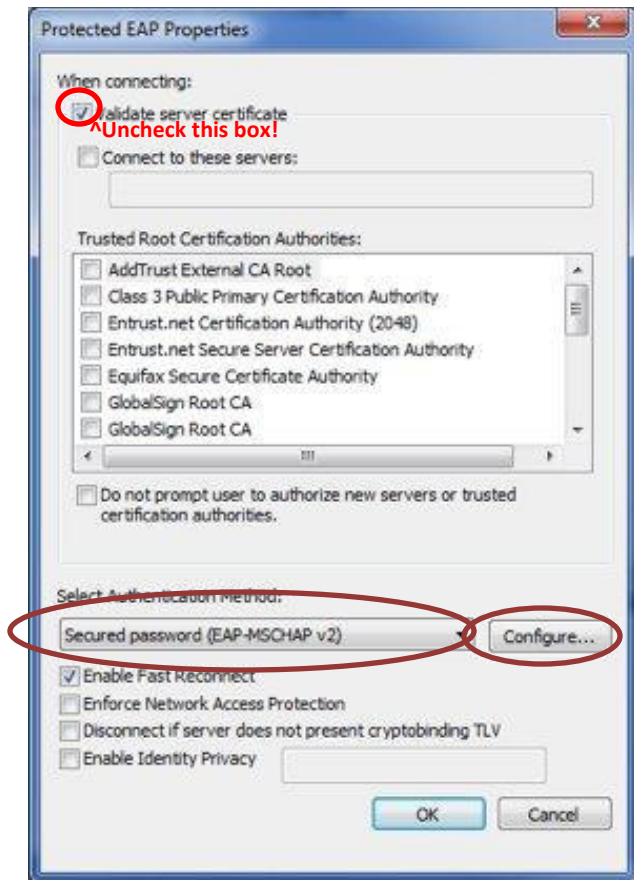 Protected EAP Properties
When connecting:
Validate server certificate
^Uncheck this box!
Connect to these servers:
Trusted Root Certification Authorities:
AddTrust External CA Root
Class 3 Public Primary Certification Authority
Entrust.net Certification Authority (2048)
Entrust.net Secure Server Certification Authority
Equifax Secure Certificate Authority
GlobalSign Root CA
GlobalSign Root CA
Do not prompt user to authorize new servers or trusted
certification authorities.
Select Authentication Method:
Secured password (EAP-MSCHAP v2)
Configure...
Enable Fast Reconnect
Enforce Network Access Protection
Disconnect if server does not present cryptobinding TLV
Enable Identity Privacy
OK
Cancel